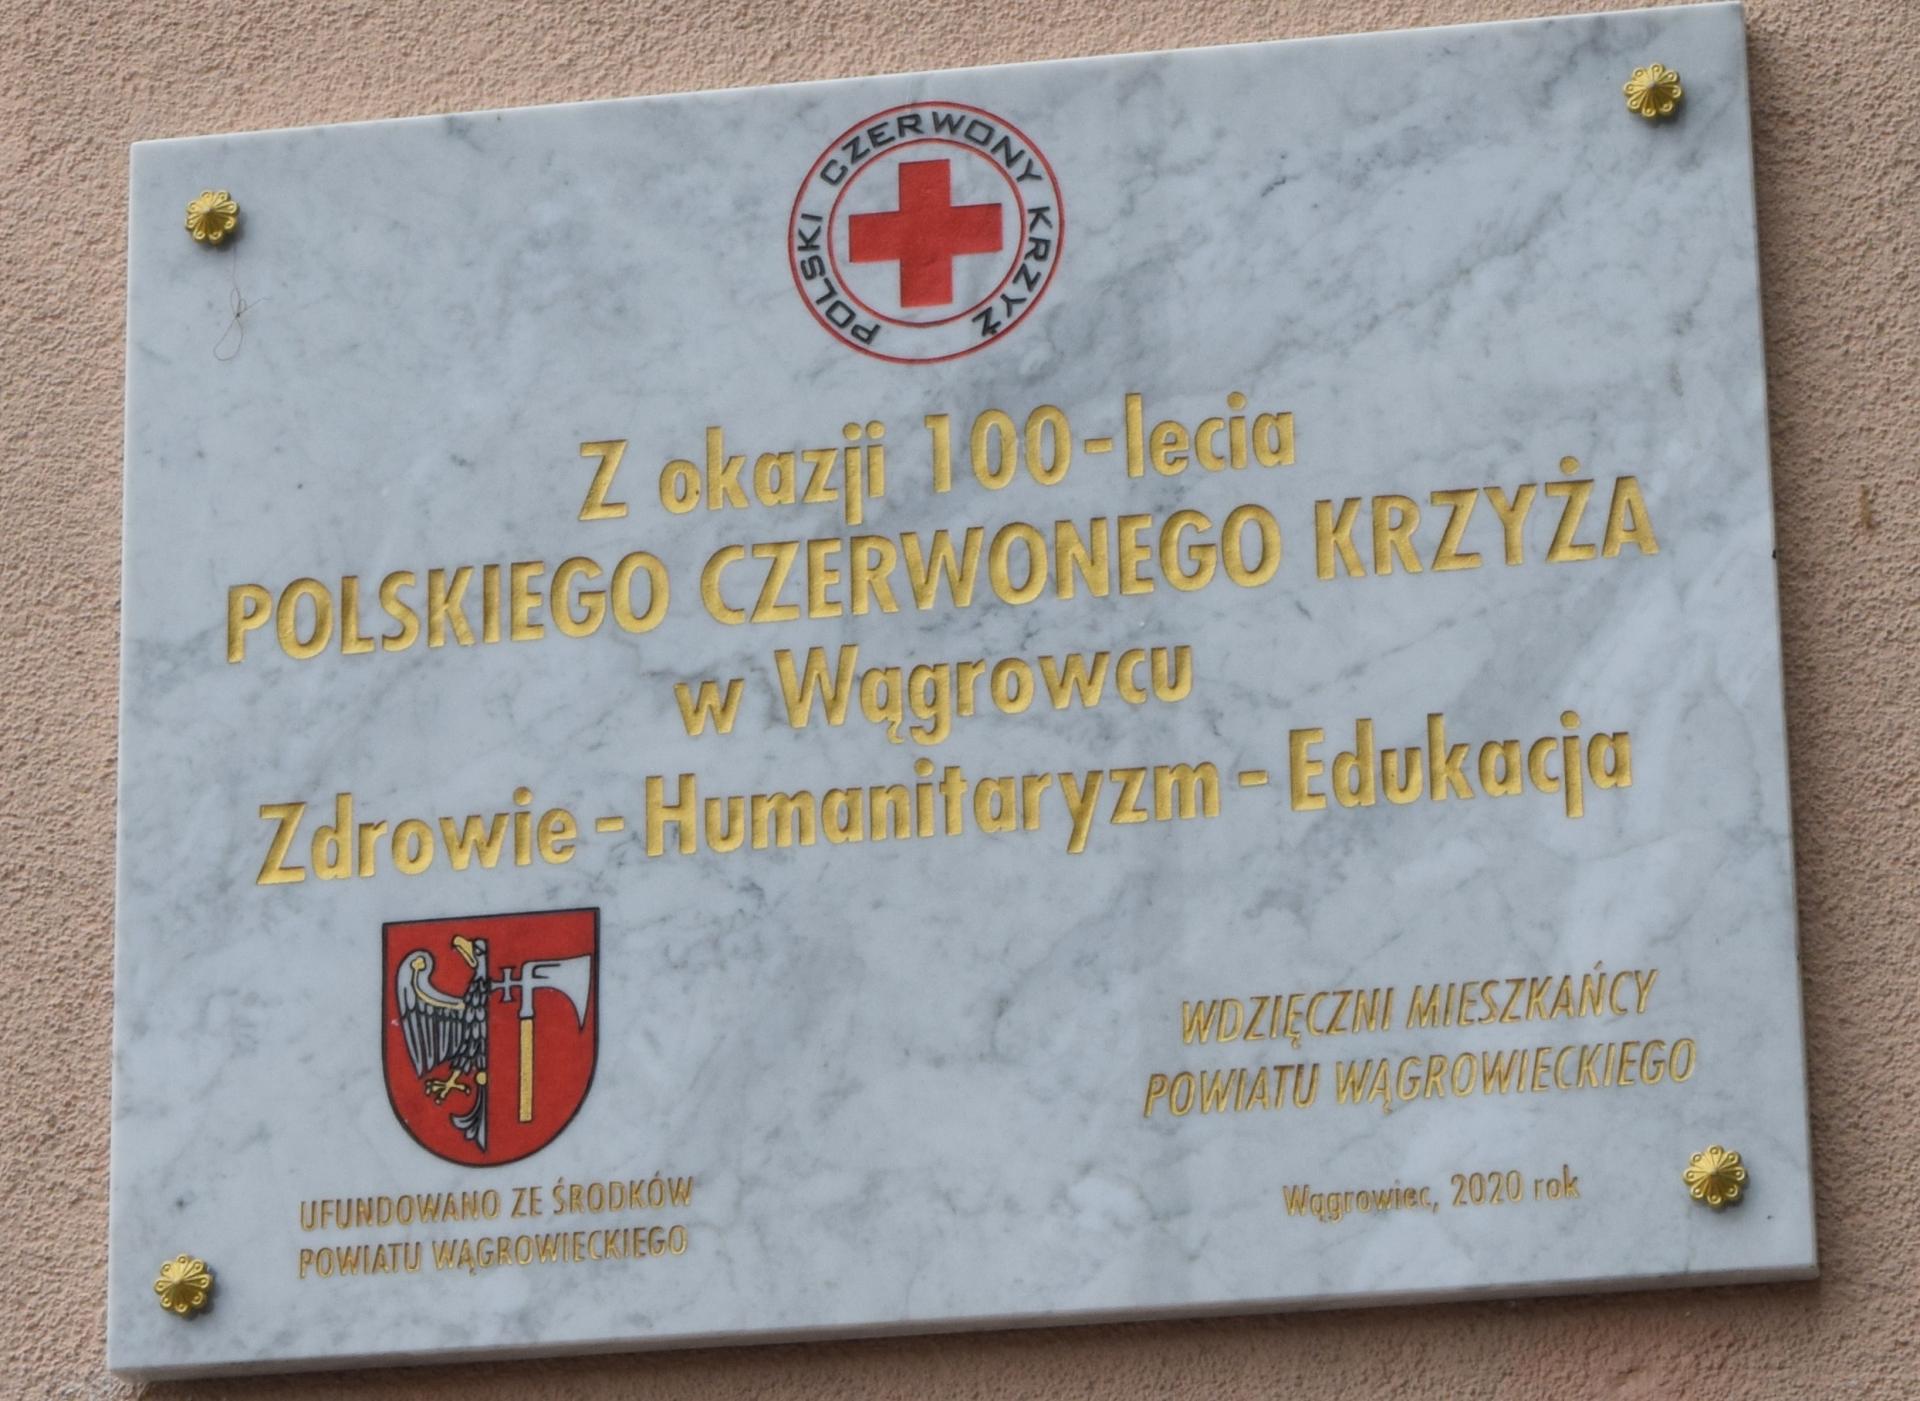 POLSKI CZERWONY KRZYŻ
Z okazji 100-lecia
POLSKIEGO CZERWONEGO KRZYŻA
w Wągrowcu
Zdrowie - Humanitaryzm - Edukacja
WDZIĘCZNI MIESZKAŃCY
POWIATU WĄGROWIECKIEGO
UFUNDOWANO ZE ŚRODKÓW
POWIATU WĄGROWIECKIEGO
Wągrowiec, 2020 rok